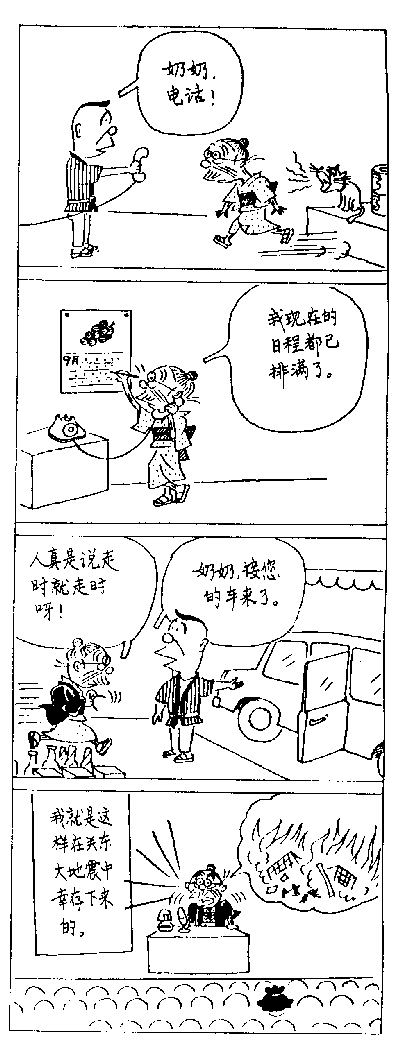 奶奶，
电话！
9月
我现在的
日程都已
排满了。
人真是说走
时就走时
呀！
奶奶，接您
的车来了。
我就是这
样在关东
大地震中
幸存下来
的。